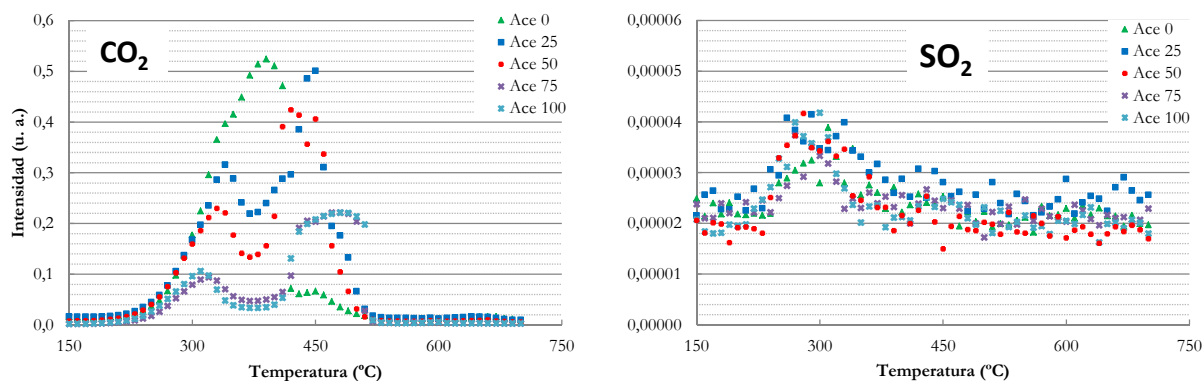 0,6
0,5
0,4
0,3
0,2
0,1
0,0
Intensidad (u. a.)
CO2
Ace 0
Ace 25
Ace 50
Ace 75
Ace 100
150 300 450 600 750
Temperatura (ºC)
0,00006
0,00005
0,00004
0,00003
0,00002
0,00001
0,00000
SO2
Ace 0
Ace 25
Ace 50
Ace 75
Ace 100
150 300 450 600 750
Temperatura (ºC)